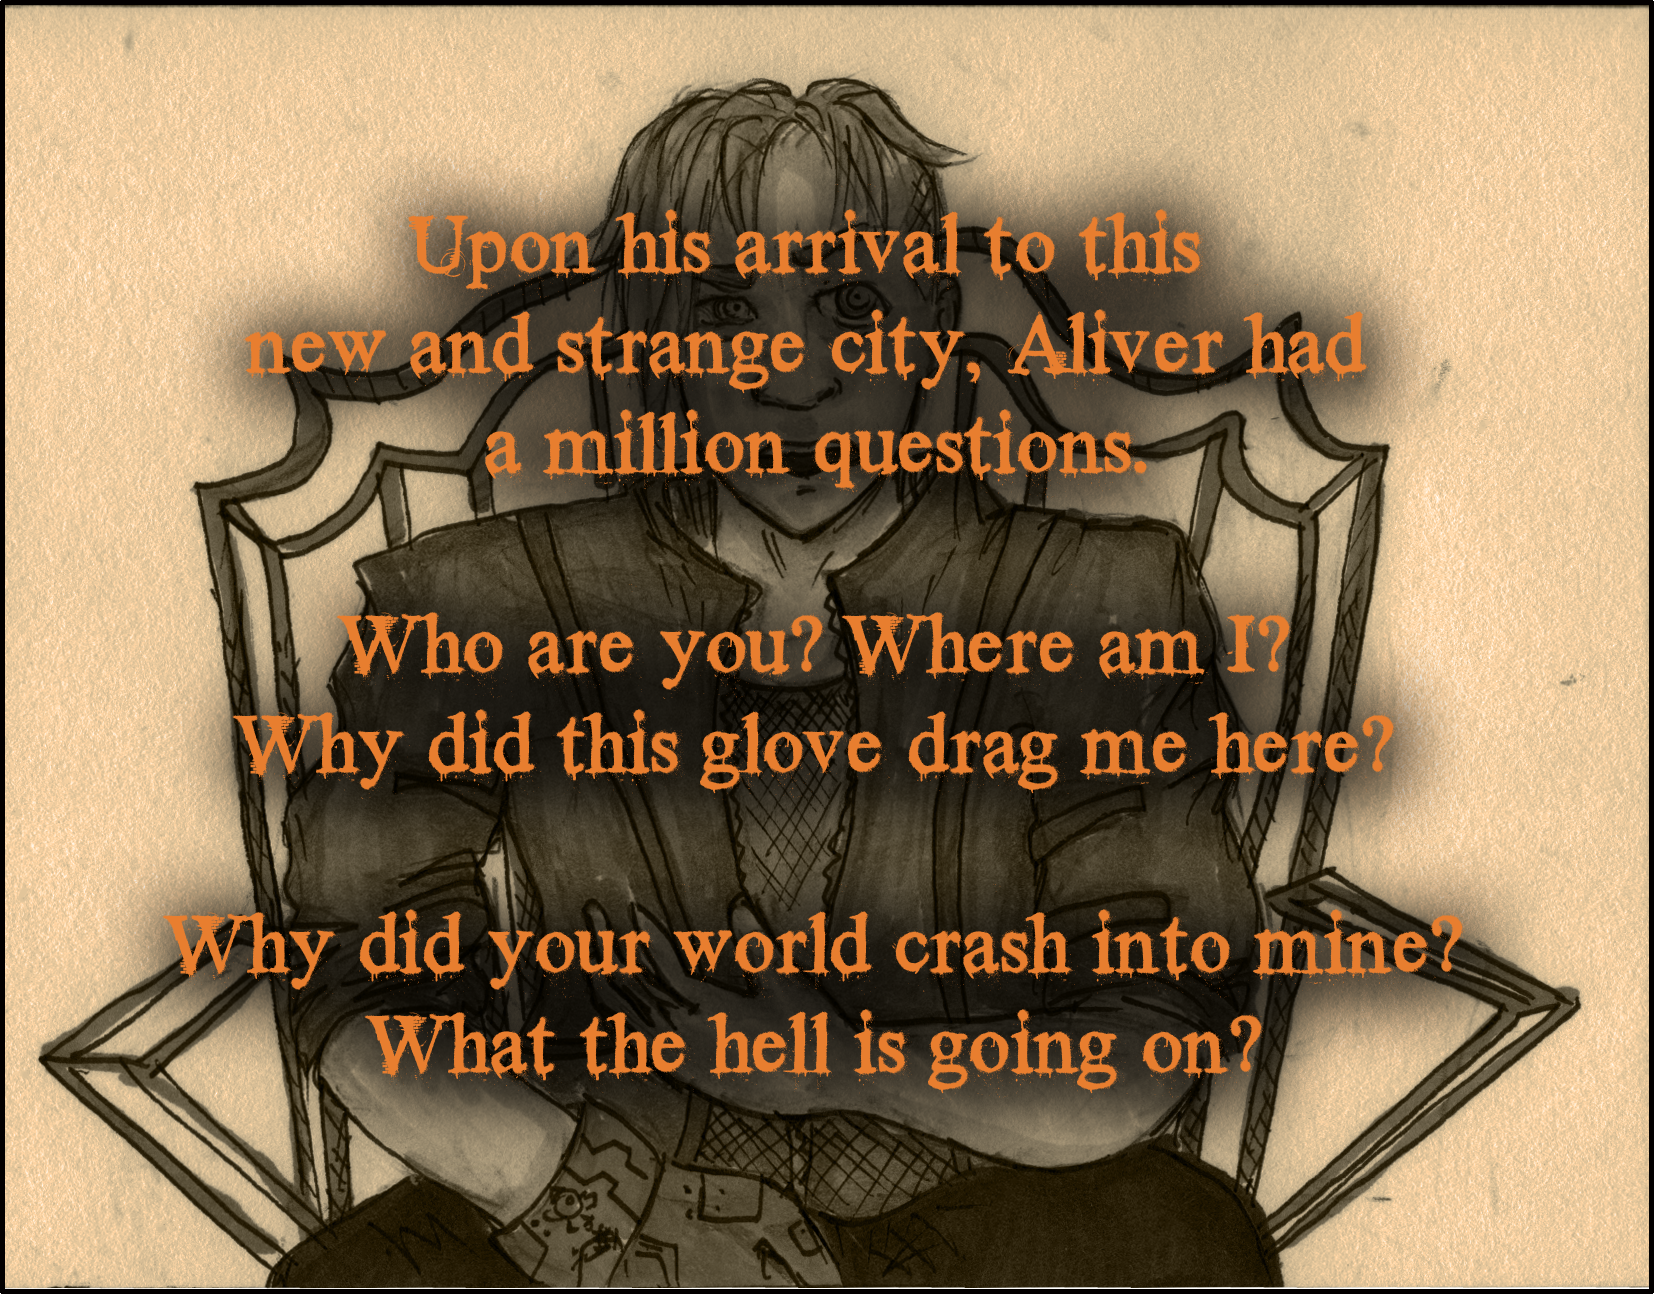 Upon his arrival to this
new and strange city, Aliver had
a million questions.
Who are you? Where am I?
Why did this glove drag me here?
Why did your world crash into mine?
What the hell is going on?